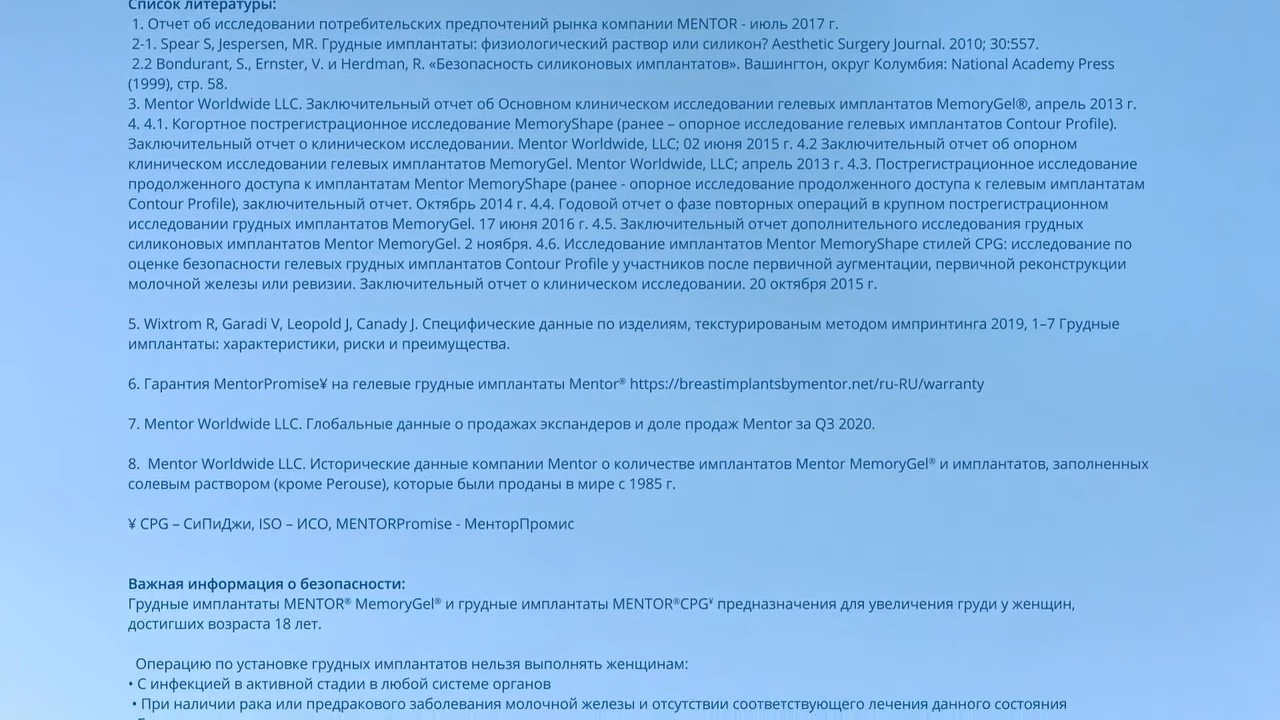 Список литературы:
1. Отчет об исследовании потребительских предпочтений рынка компании MENTOR - июль 2017 г.
2-1. Spear S, Jespersen, MR. Грудные имплантаты: физиологический раствор или силикон? Aesthetic Surgery Journal. 2010; 30:557.
2.2 Bondurant, S., Ernster, V. и Herdman, R. «Безопасность силиконовых имплантатов». Вашингтон, округ Колумбия: National Academy Press
(1999), стр. 58.
3. Mentor Worldwide LLC. Заключительный отчет об Основном клиническом исследовании гелевых имплантатов MemoryGel®, апрель 2013 г.
4. 4.1. Когортное пострегистрационное исследование MemoryShape (ранее – опорное исследование гелевых имплантатов Contour Profile).
Заключительный отчет о клиническом исследовании. Mentor Worldwide, LLC; 02 июня 2015 г. 4.2 Заключительный отчет об опорном
клиническом исследовании гелевых имплантатов MemoryGel. Mentor Worldwide, LLC; апрель 2013 г. 4.3. Пострегистрационное исследование
продолженного доступа к имплантатам Mentor MemoryShape (ранее - опорное исследование продолженного доступа к гелевым имплантатам
Contour Profile), заключительный отчет. Октябрь 2014 г. 4.4. Годовой отчет о фазе повторных операций в крупном пострегистрационном
исследовании грудных имплантатов MemoryGel. 17 июня 2016 г. 4.5. Заключительный отчет дополнительного исследования грудных
силиконовых имплантатов Mentor MemoryGel. 2 ноября. 4.6. Исследование имплантатов Mentor MemoryShape стилей CPG: исследование по
оценке безопасности гелевых грудных имплантатов Contour Profile у участников после первичной аугментации, первичной реконструкции
молочной железы или ревизии. Заключительный отчет о клиническом исследовании. 20 октября 2015 г.
5. Wixtrom R, Garadi V, Leopold J, Canady J. Специфические данные по изделиям, текстурированым методом импринтинга 2019, 1–7 Грудные
имплантаты: характеристики, риски и преимущества.
6. Гарантия MentorPromise¥ на гелевые грудные имплантаты Mentor® https://breastimplantsbymentor.net/ru-RU/warranty
7. Mentor Worldwide LLC. Глобальные данные о продажах экспандеров и доле продаж Mentor за Q3 2020.
8. Mentor Worldwide LLC. Исторические данные компании Mentor о количестве имплантатов Mentor MemoryGel® и имплантатов, заполненных
солевым раствором (кроме Perouse), которые были проданы в мире с 1985 г.
¥ CPG – СиПиДжи, ISO – ИСО, MENTORPromise - МенторПромис
Важная информация о безопасности:
Грудные имплантаты MENTOR® MemoryGel® и грудные имплантаты MENTOR®CPG¥ предназначения для увеличения груди у женщин,
достигших возраста 18 лет.
Операцию по установке грудных имплантатов нельзя выполнять женщинам:
• С инфекцией в активной стадии в любой системе органов
• При наличии рака или предракового заболевания молочной железы и отсутствии соответствующего лечения данного состояния